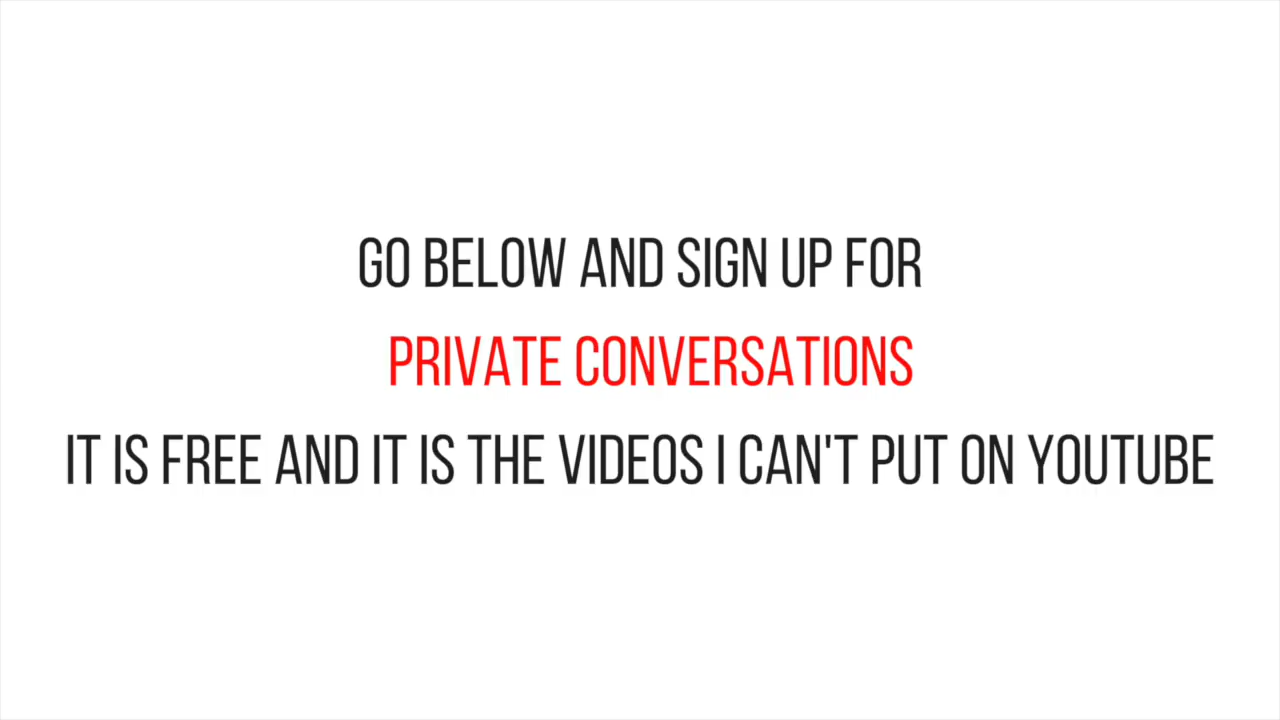 GO BELOW AND SIGN UP FOR
PRIVATE CONVERSATIONS
IT IS FREE AND IT IS THE VIDEOS I CAN'T PUT ON YOUTUBE